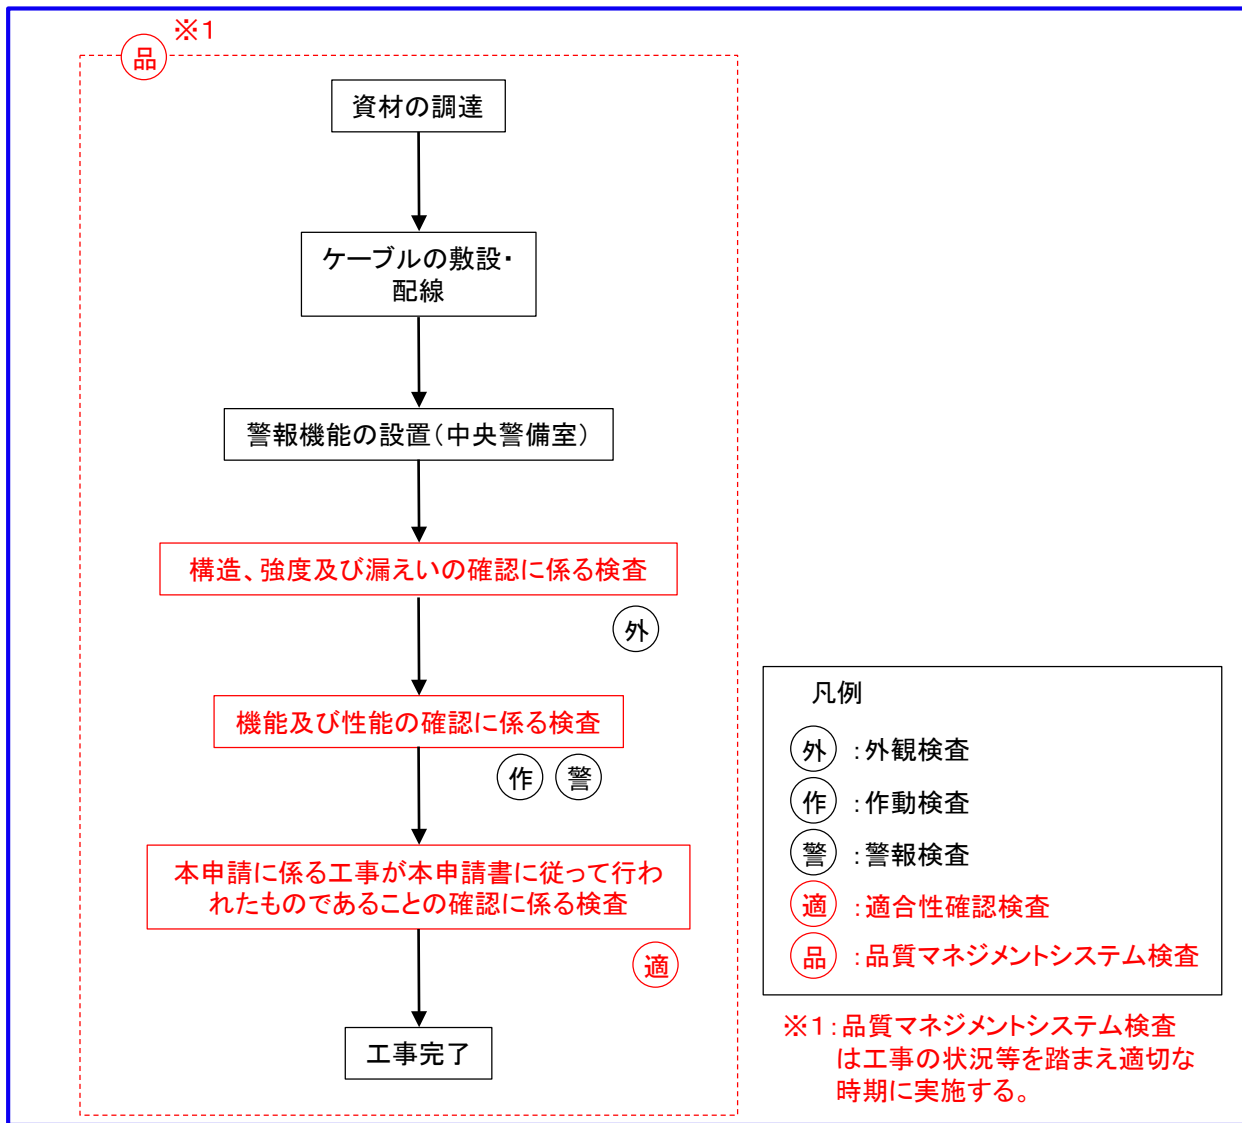 ※1
品
資材の調達
ケーブルの敷設・
配線
警報機能の設置（中央警備室）
構造、強度及び漏えいの確認に係る検査
外
機能及び性能の確認に係る検査
作 警
本申請に係る工事が本申請書に従って行わ
れたものであることの確認に係る検査
適
工事完了
凡例
外 ：外観検査
作 ：作動検査
警 ：警報検査
適 ：適合性確認検査
品 ：品質マネジメントシステム検査
※1：品質マネジメントシステム検査
は工事の状況等を踏まえ適切な
時期に実施する。